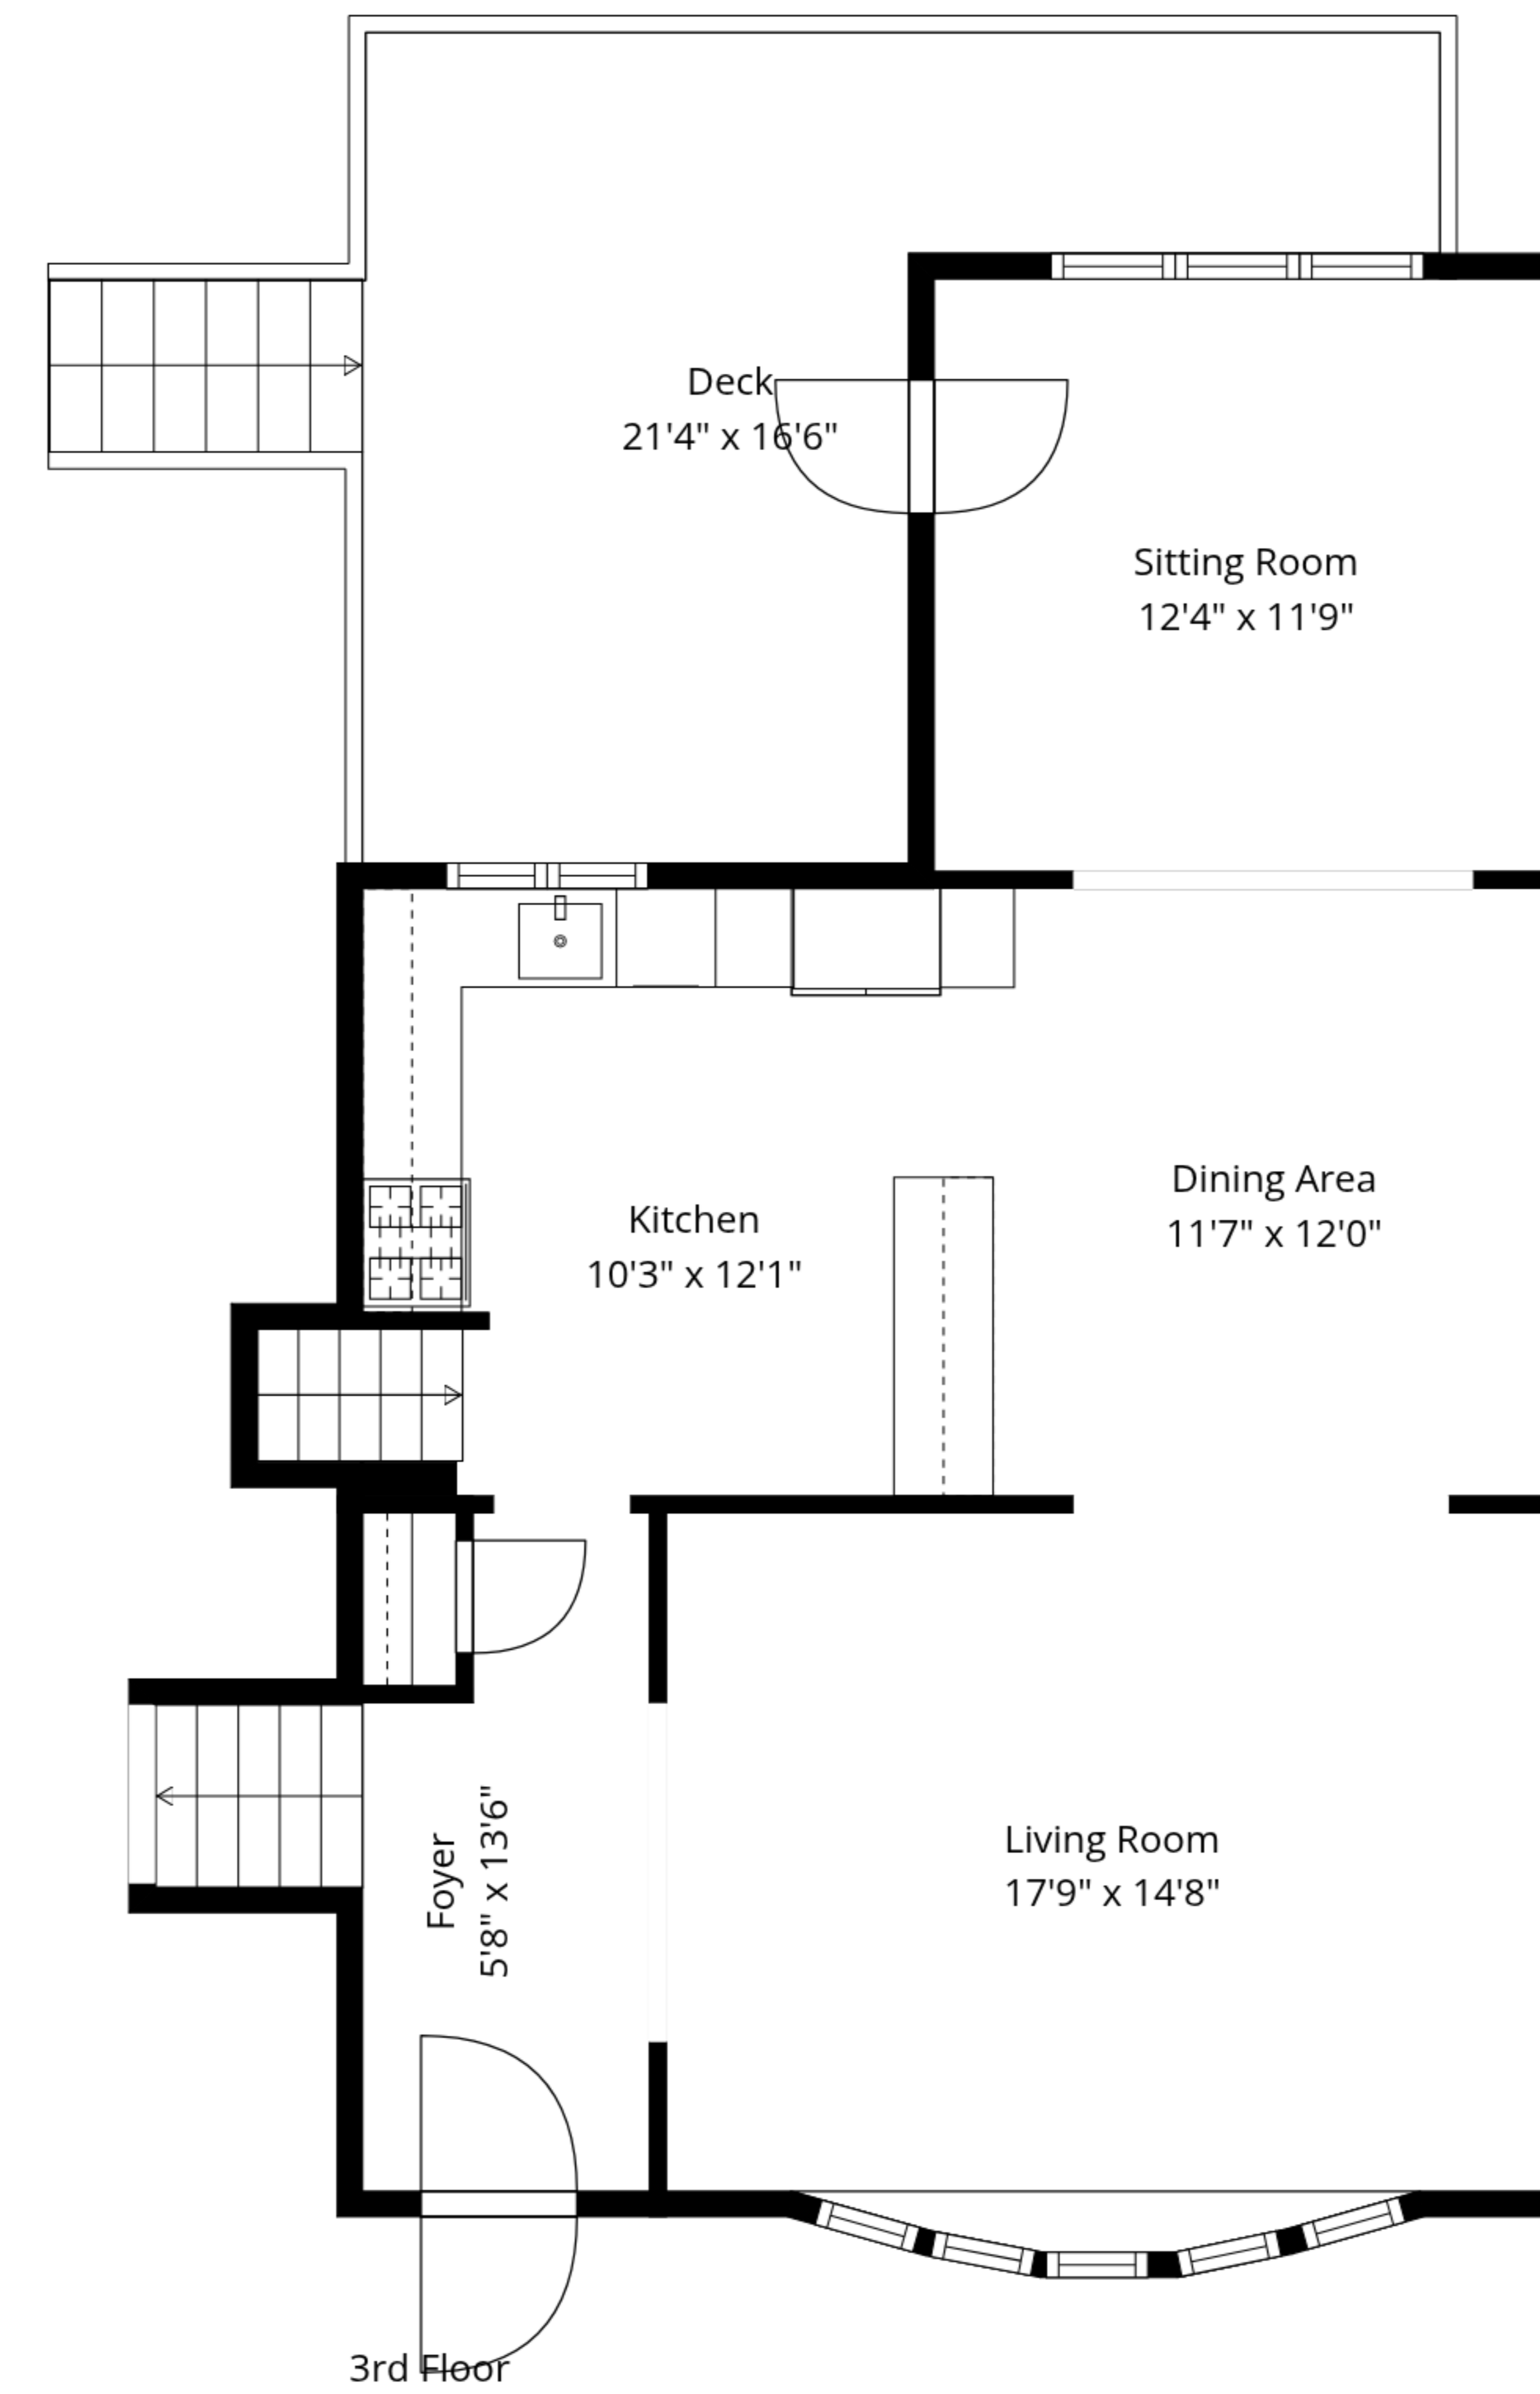 Deck
21'4" x 16'6"
Sitting Room
12'4" x 11'9"
Dining Area
11'7" x 12'0"
Kitchen
10'3" x 12'1"
Living Room
17'9" x 14'8"
Foyer
5'8" x 13'6"
3rd Floor